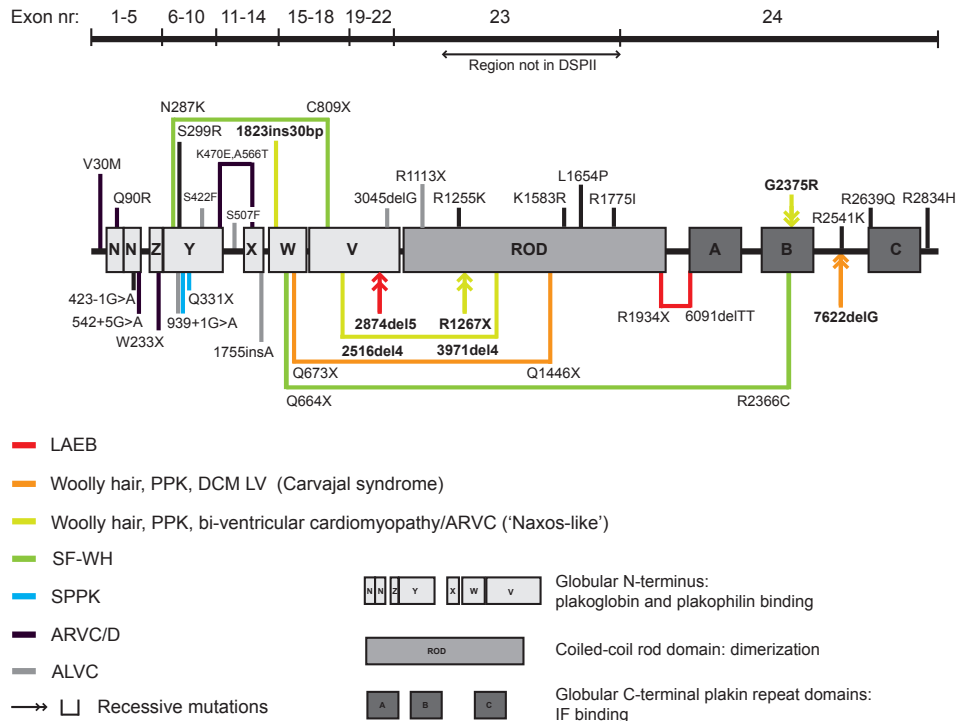 Exon nr: 1-5 6-10 11-14 15-18 19-22 23 24
Region not in DSPII
N287K C809X
S299R 1823ins30bp
K470E,A566T
V30M Q90R S422F S507F 3045delG R1113X R1255K K1583R L1654P R1775I G2375R R2541K R2639Q R2834H
N N Z Y X W V ROD A B C
423-1G>A Q331X
542+5G>A 939+1G>A
W233X 1755insA
2874del5 R1267X R1934X 6091delTT 7622delG
2516del4 3971del4
Q673X Q1446X
Q664X R2366C
LAEB
Woolly hair, PPK, DCM LV (Carvajal syndrome)
Woolly hair, PPK, bi-ventricular cardiomyopathy/ARVC ('Naxos-like')
SF-WH
SPPK
ARVC/D
ALVC
Recessive mutations
N N Z Y X W V
Globular N-terminus:
plakoglobin and plakophilin binding
ROD
Coiled-coil rod domain: dimerization
A B C
Globular C-terminal plakin repeat domains:
IF binding